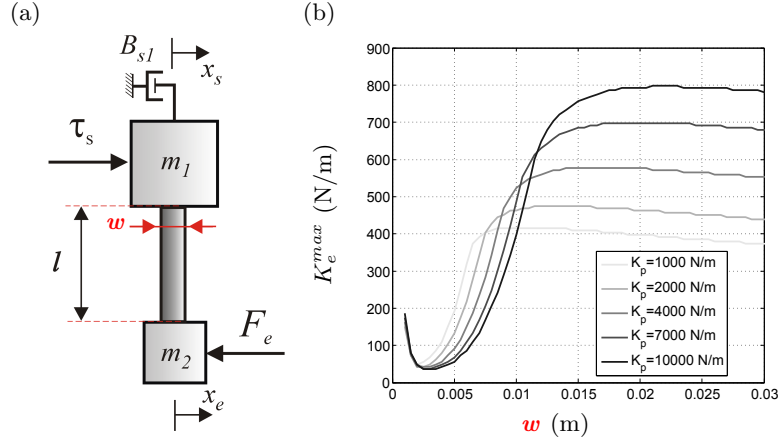 (a)
B_{s1}
x_s
τ_s
m_1
w
l
m_2
F_e
x_e
(b)
900
800
700
600
500
400
300
200
100
0
K_e^{max} (N/m)
K_p=1000 N/m
K_p=2000 N/m
K_p=4000 N/m
K_p=7000 N/m
K_p=10000 N/m
0 0.005 0.01 0.015 0.02 0.025 0.03
w (m)